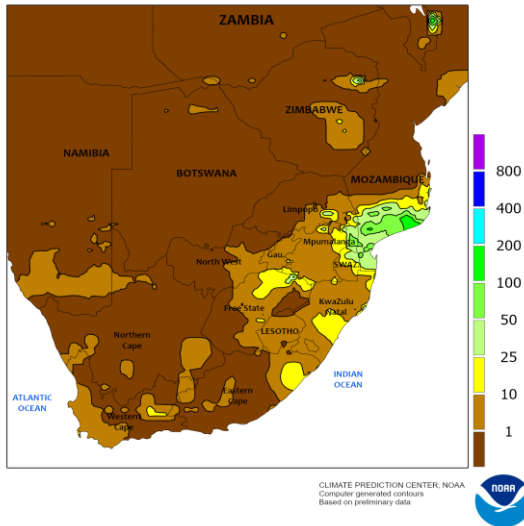 ZAMBIA
ZIMBABWE
NAMIBIA
BOTSWANA
MOZAMBIQUE
Limpopo
Mpumalanga
Gau.
North West
SWAZ.
KwaZulu
Natal
Free State
LESOTHO
Northern
Cape
INDIAN
OCEAN
Eastern
Cape
ATLANTIC
OCEAN
Western
Cape
800
400
200
100
50
25
10
1
CLIMATE PREDICTION CENTER, NOAA
Computer generated contours
Based on preliminary data
NOAA